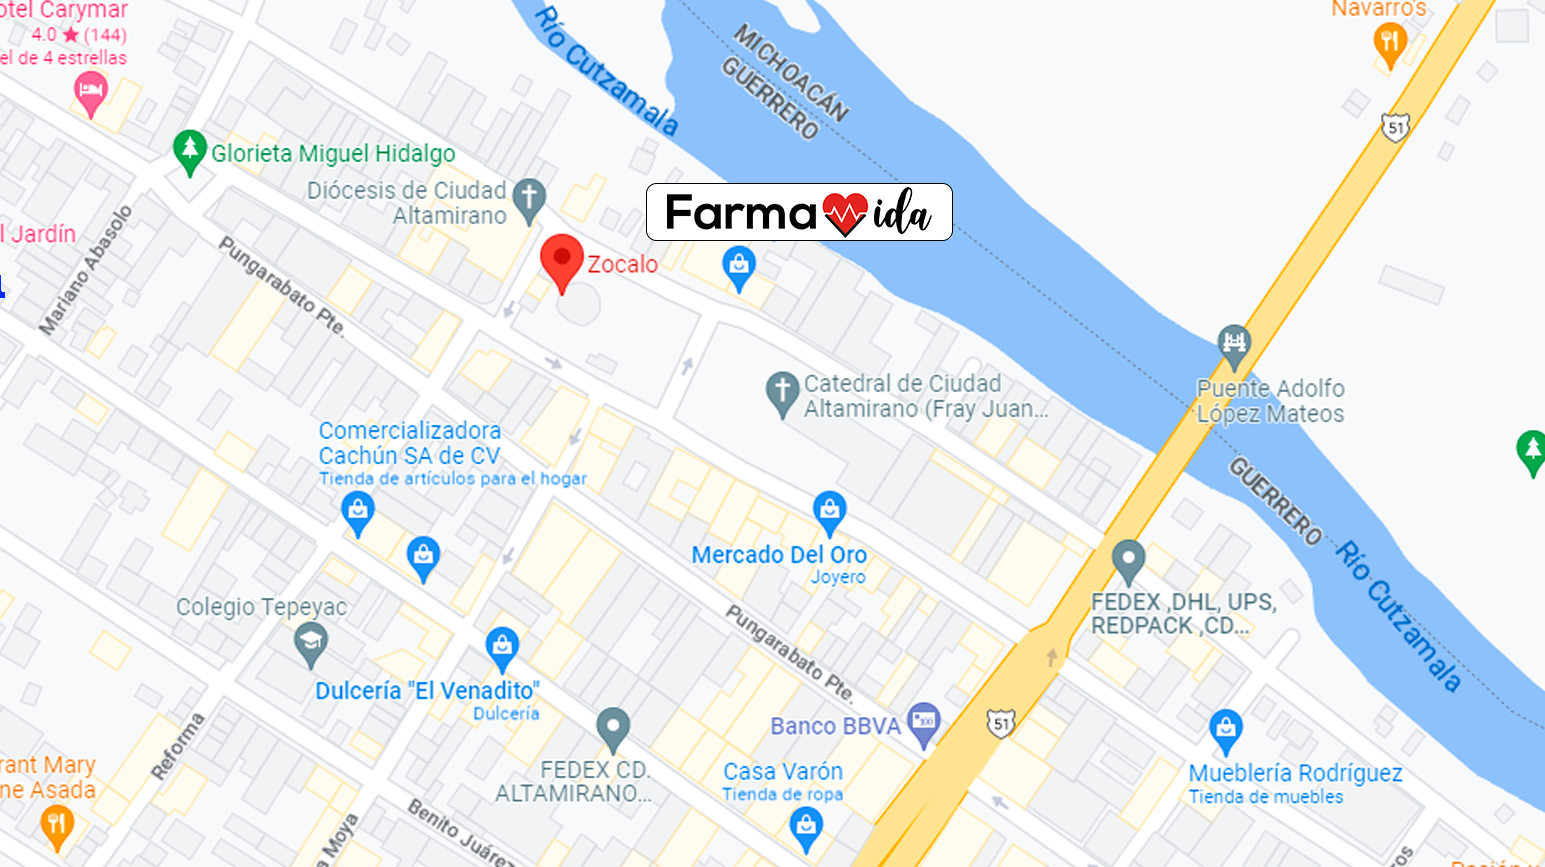 otel Carymar
4.0 ★ (144)
el de 4 estrellas
Río Cutzamala
MICHOACÁN
GUERRERO
Navarro's
51
Glorieta Miguel Hidalgo
Diócesis de Ciudad
Altamirano
Farma ida
l Jardín
Mariano Abasolo
Pungarabato Pte.
Zocalo
Puente Adolfo
López Mateos
Catedral de Ciudad
Altamirano (Fray Juan...
Comercializadora
Cachún SA de CV
Tienda de artículos para el hogar
GUERRERO
Río Cutzamala
Mercado Del Oro
Joyero
FEDEX ,DHL, UPS,
REDPACK ,CD...
Colegio Tepeyac
Pungarabato Pte.
Dulcería "El Venadito"
Dulcería
Banco BBVA
51
Reforma
FEDEX CD.
ALTAMIRANO...
Casa Varón
Tienda de ropa
Mueblería Rodríguez
Tienda de muebles
rant Mary
ne Asada
Benito Juárez
a Moya
ros